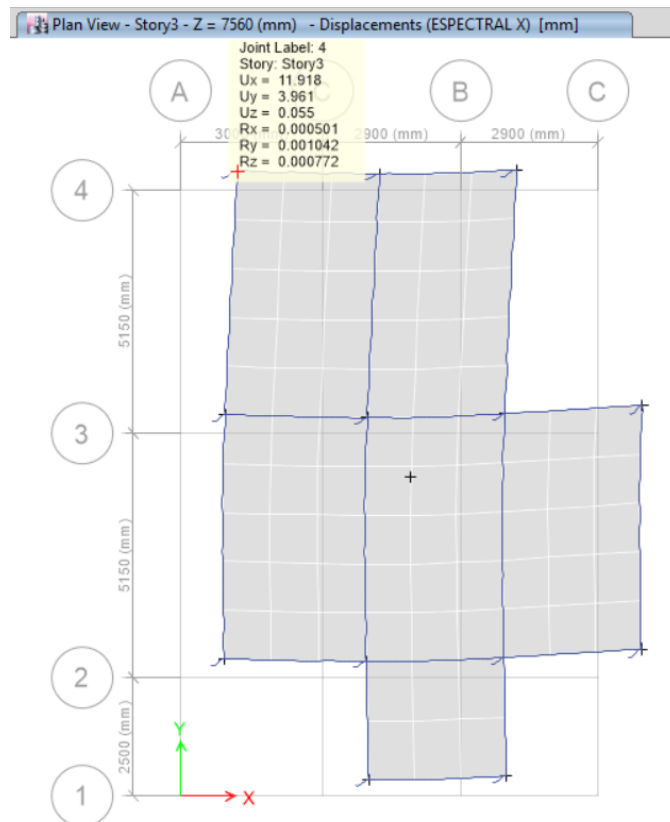 Plan View - Story3 - Z = 7560 (mm) - Displacements (ESPECTRAL X) [mm]
Joint Label: 4
Story: Story3
Ux = 11.918
Uy = 3.961
Uz = 0.055
Rx = 0.000501
Ry = 0.001042
Rz = 0.000772
A
B
C
2900 (mm)
2900 (mm)
4
5150 (mm)
3
5150 (mm)
2
2500 (mm)
1
Y
X